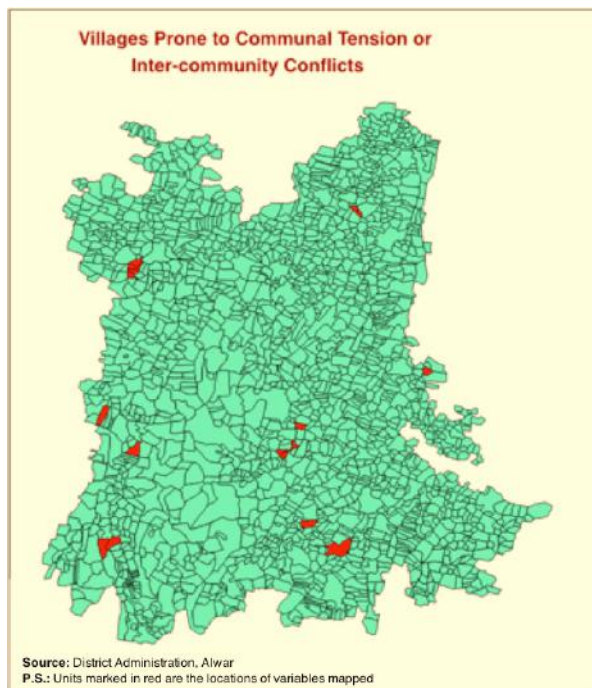 Villages Prone to Communal Tension or
Inter-community Conflicts
Source: District Administration, Alwar
P.S.: Units marked in red are the locations of variables mapped